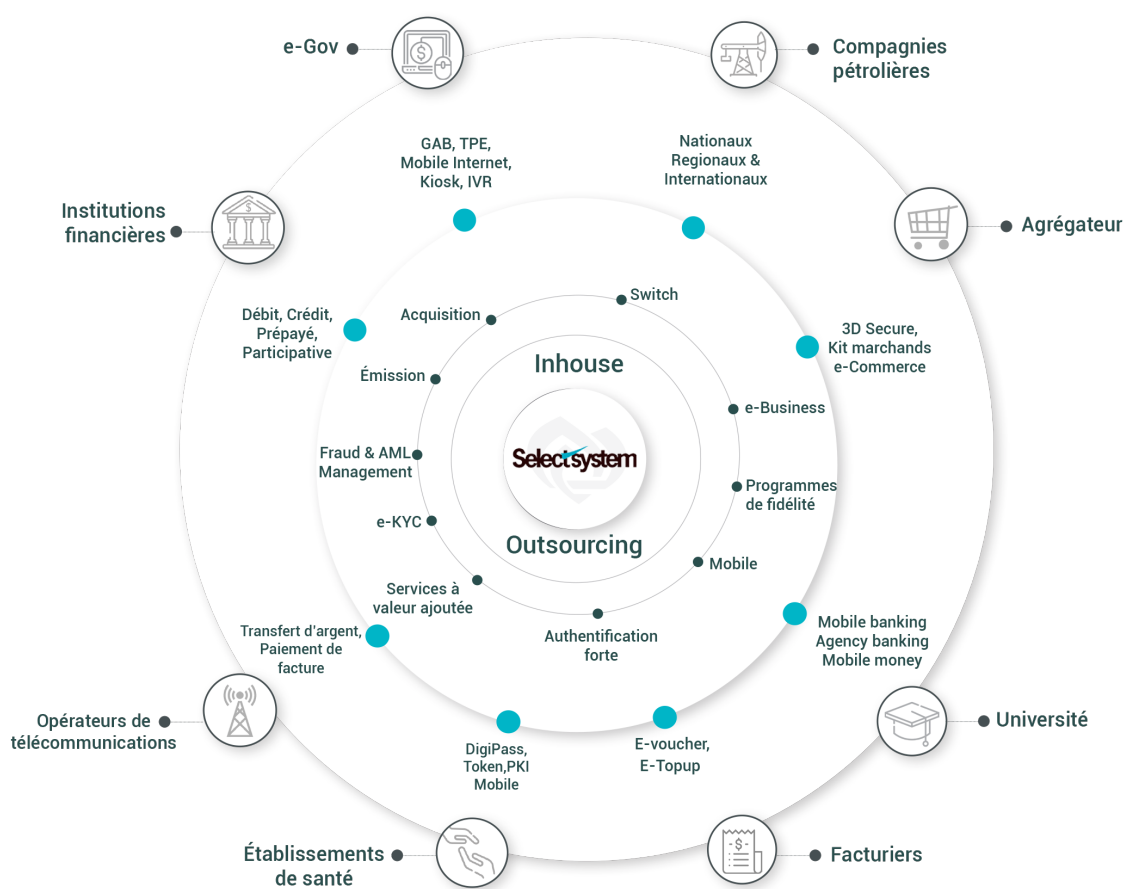 e-Gov
Compagnies
pétrolières
GAB, TPE,
Mobile Internet,
Kiosk, IVR
Nationaux
Regionaux &
Internationaux
Institutions
financières
Agrégateur
Switch
Acquisition
Débit, Crédit,
Prépayé,
Participative
3D Secure,
Kit marchands
e-Commerce
Inhouse
Émission
e-Business
Fraud & AML
Management
Selectsystem
Programmes
de fidélité
e-KYC
Outsourcing
Mobile
Services à
valeur ajoutée
Authentification
forte
Transfert d'argent,
Paiement de
facture
Mobile banking
Agency banking
Mobile money
Opérateurs de
télécommunications
Université
DigiPass,
Token,PKI
Mobile
E-voucher,
E-Topup
Établissements
de santé
Facturiers
$
$
$